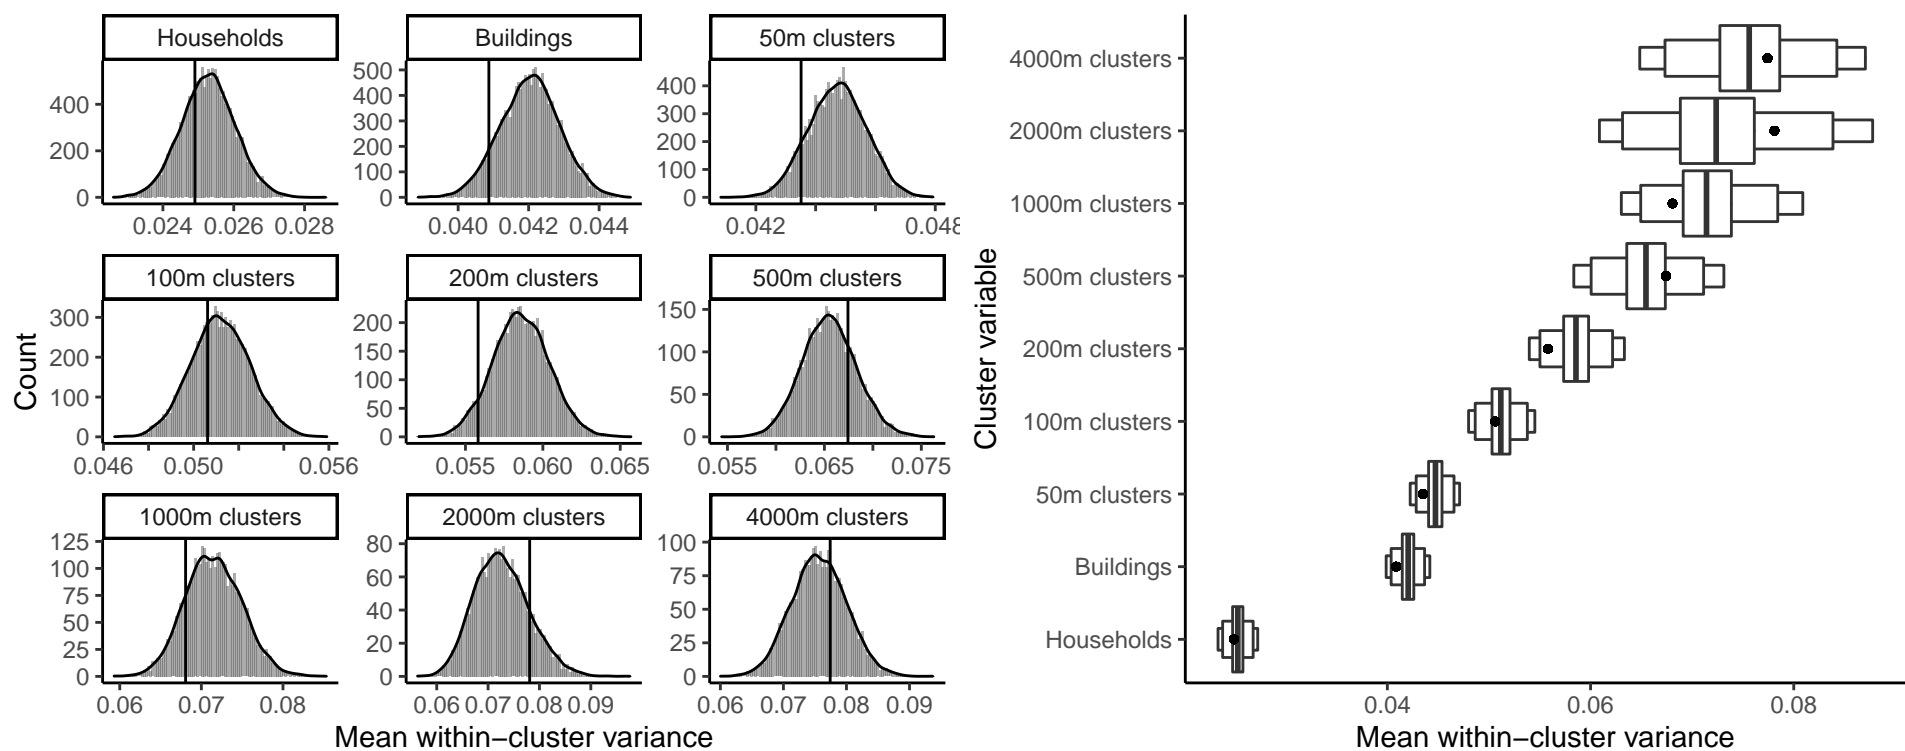 Households
Buildings
50m clusters
400
200
0
0.024 0.026 0.028
500
400
300
200
100
0
0.040 0.042 0.044
400
300
200
100
0
0.042 0.048
100m clusters
200m clusters
500m clusters
300
200
100
0
0.046 0.050 0.056
200
150
100
50
0
0.055 0.060 0.065
150
100
50
0
0.055 0.065 0.075
1000m clusters
2000m clusters
4000m clusters
125
100
75
50
25
0
0.06 0.07 0.08
80
60
40
20
0
0.06 0.07 0.08 0.09
100
75
50
25
0
0.06 0.07 0.08 0.09
Count
Mean within−cluster variance
Cluster variable
4000m clusters
2000m clusters
1000m clusters
500m clusters
200m clusters
100m clusters
50m clusters
Buildings
Households
0.04 0.06 0.08
Mean within−cluster variance